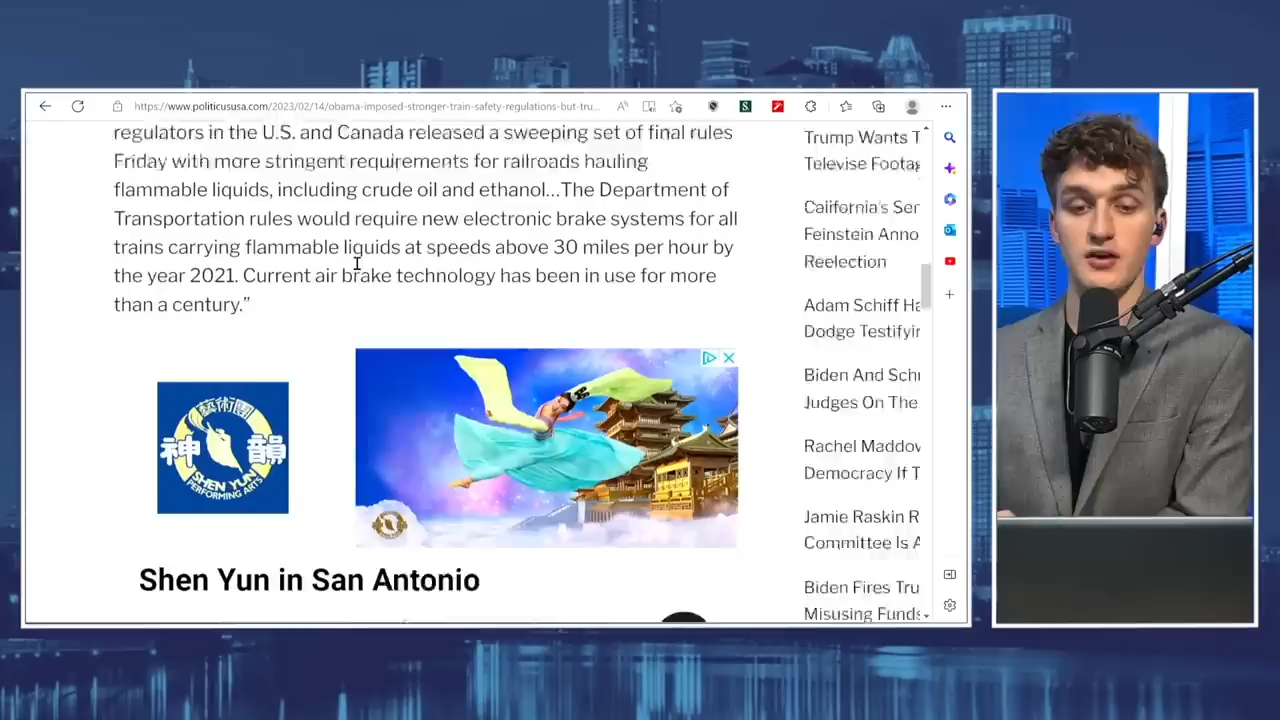 https://www.politicususa.com/2023/02/14/obama-imposed-stronger-train-safety-regulations-but-tru...
regulators in the U.S. and Canada released a sweeping set of final rules
Friday with more stringent requirements for railroads hauling
flammable liquids, including crude oil and ethanol...The Department of
Transportation rules would require new electronic brake systems for all
trains carrying flammable liquids at speeds above 30 miles per hour by
the year 2021. Current air brake technology has been in use for more
than a century."
藝術團
神韻
SHEN YUN
PERFORMING ARTS
Shen Yun in San Antonio
Trump Wants T
Televise Footag
California's Sen
Feinstein Anno
Reelection
Adam Schiff Ha
Dodge Testifyin
Biden And Schu
Judges On The
Rachel Maddow
Democracy If T
Jamie Raskin R
Committee Is A
Biden Fires Tru
Misusing Funds